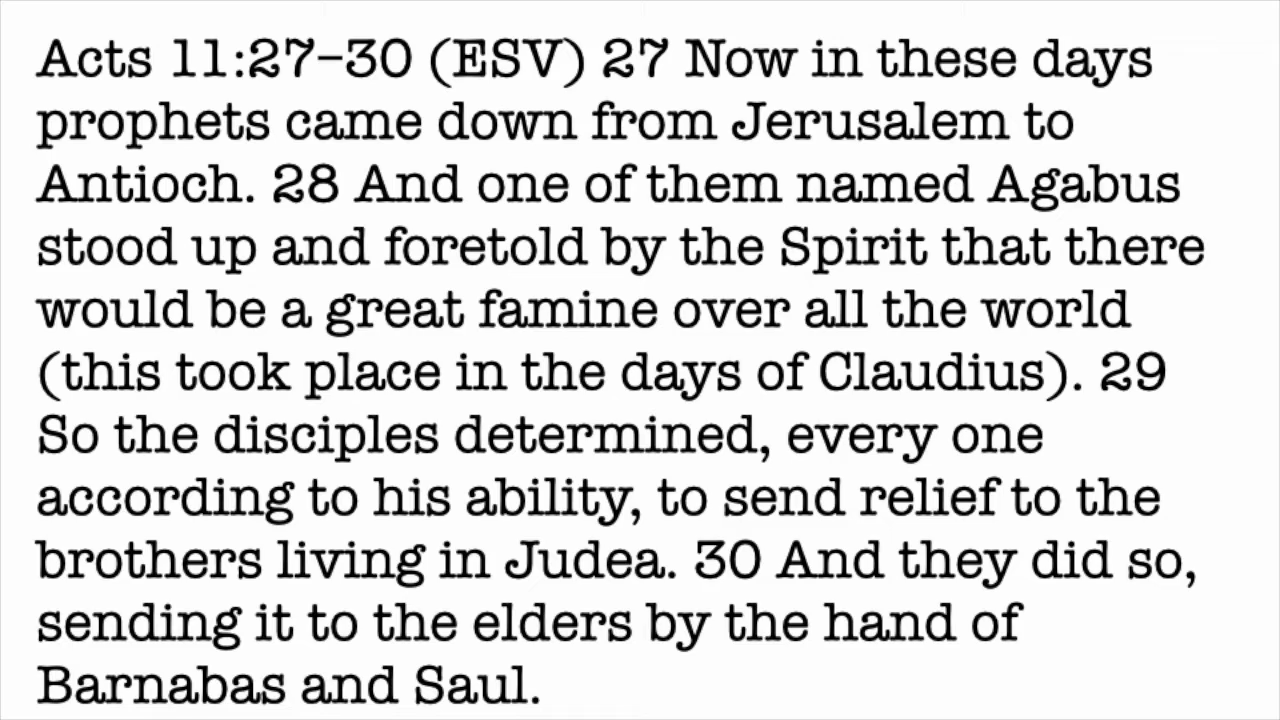 Acts 11:27–30 (ESV) 27 Now in these days
prophets came down from Jerusalem to
Antioch. 28 And one of them named Agabus
stood up and foretold by the Spirit that there
would be a great famine over all the world
(this took place in the days of Claudius). 29
So the disciples determined, every one
according to his ability, to send relief to the
brothers living in Judea. 30 And they did so,
sending it to the elders by the hand of
Barnabas and Saul.